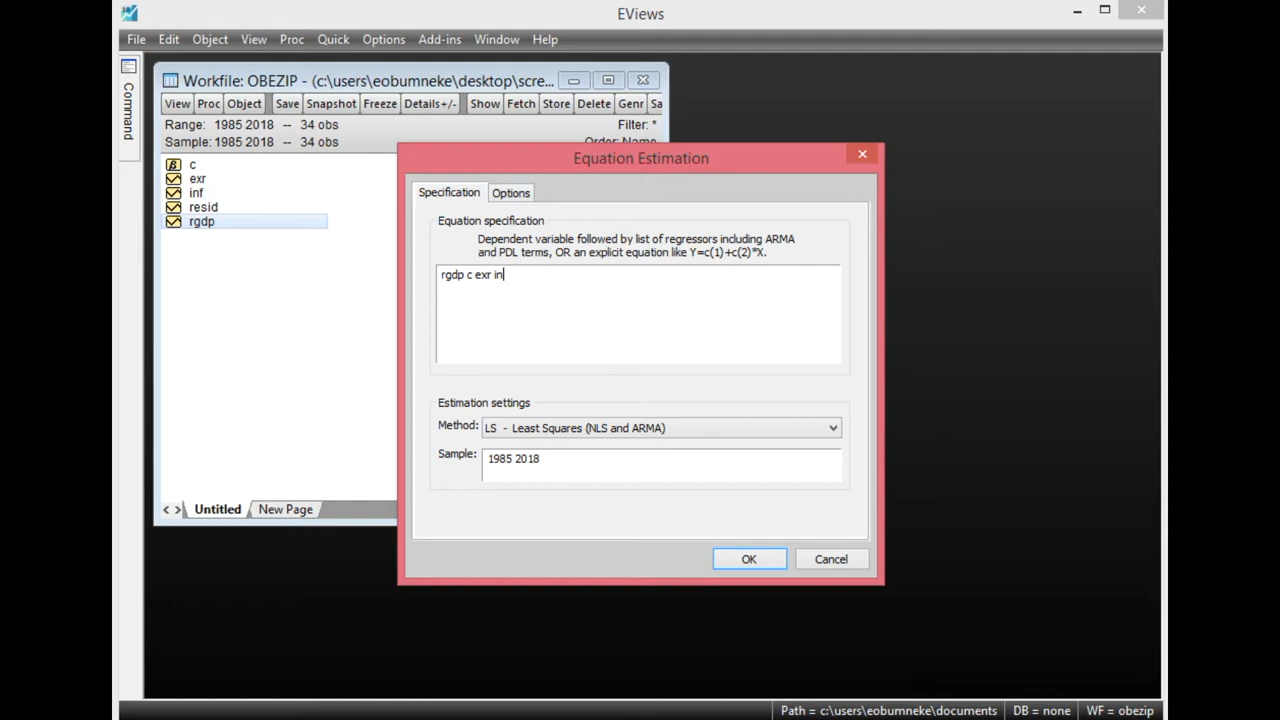 EViews
File Edit Object View Proc Quick Options Add-ins Window Help
Command
Workfile: OBEZIP - (c:\users\eobumneke\desktop\scre...
View Proc Object Save Snapshot Freeze Details+/- Show Fetch Store Delete Genr Sa
Range: 1985 2018 -- 34 obs Filter: *
Sample: 1985 2018 -- 34 obs Order: Name
c
exr
inf
resid
rgdp
Untitled New Page
Equation Estimation
Specification Options
Equation specification
Dependent variable followed by list of regressors including ARMA
and PDL terms, OR an explicit equation like Y=c(1)+c(2)*X.
rgdp c exr in
Estimation settings
Method: LS - Least Squares (NLS and ARMA)
Sample: 1985 2018
OK Cancel
Path = c:\users\eobumneke\documents DB = none WF = obezip